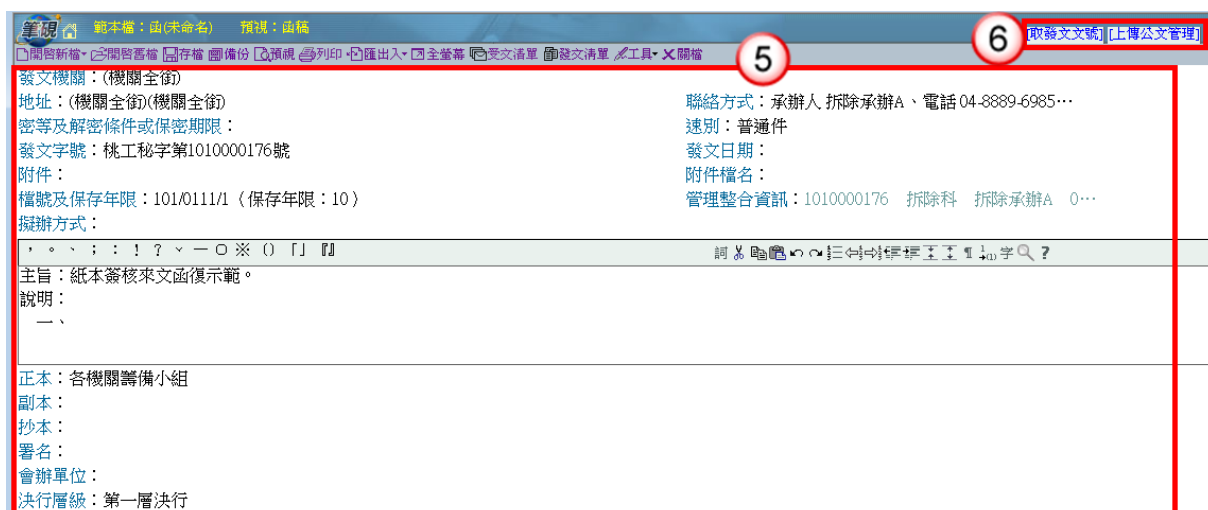 筆硯 範本檔：函(未命名) 預視：函稿
6 [取發文文號] [上傳公文管理]
開啟新檔 開啟舊檔 存檔 備份 預視 列印 匯出入 全螢幕 受文清單 發文清單 工具 關檔
5
發文機關：(機關全銜)
地址：(機關全銜)(機關全銜) 聯絡方式：承辦人 拆除承辦A、電話 04-8889-6985…
密等及解密條件或保密期限： 速別：普通件
發文字號：桃工秘字第1010000176號 發文日期：
附件： 附件檔名：
檔號及保存年限：101/0111/1（保存年限：10） 管理整合資訊：1010000176 拆除科 拆除承辦A 0…
擬辦方式：
，。、；：！？ˇ—○※（）「」『』 詞 字 ?
主旨：紙本簽核來文函復示範。
說明：
一、
正本：各機關籌備小組
副本：
抄本：
署名：
會辦單位：
決行層級：第一層決行